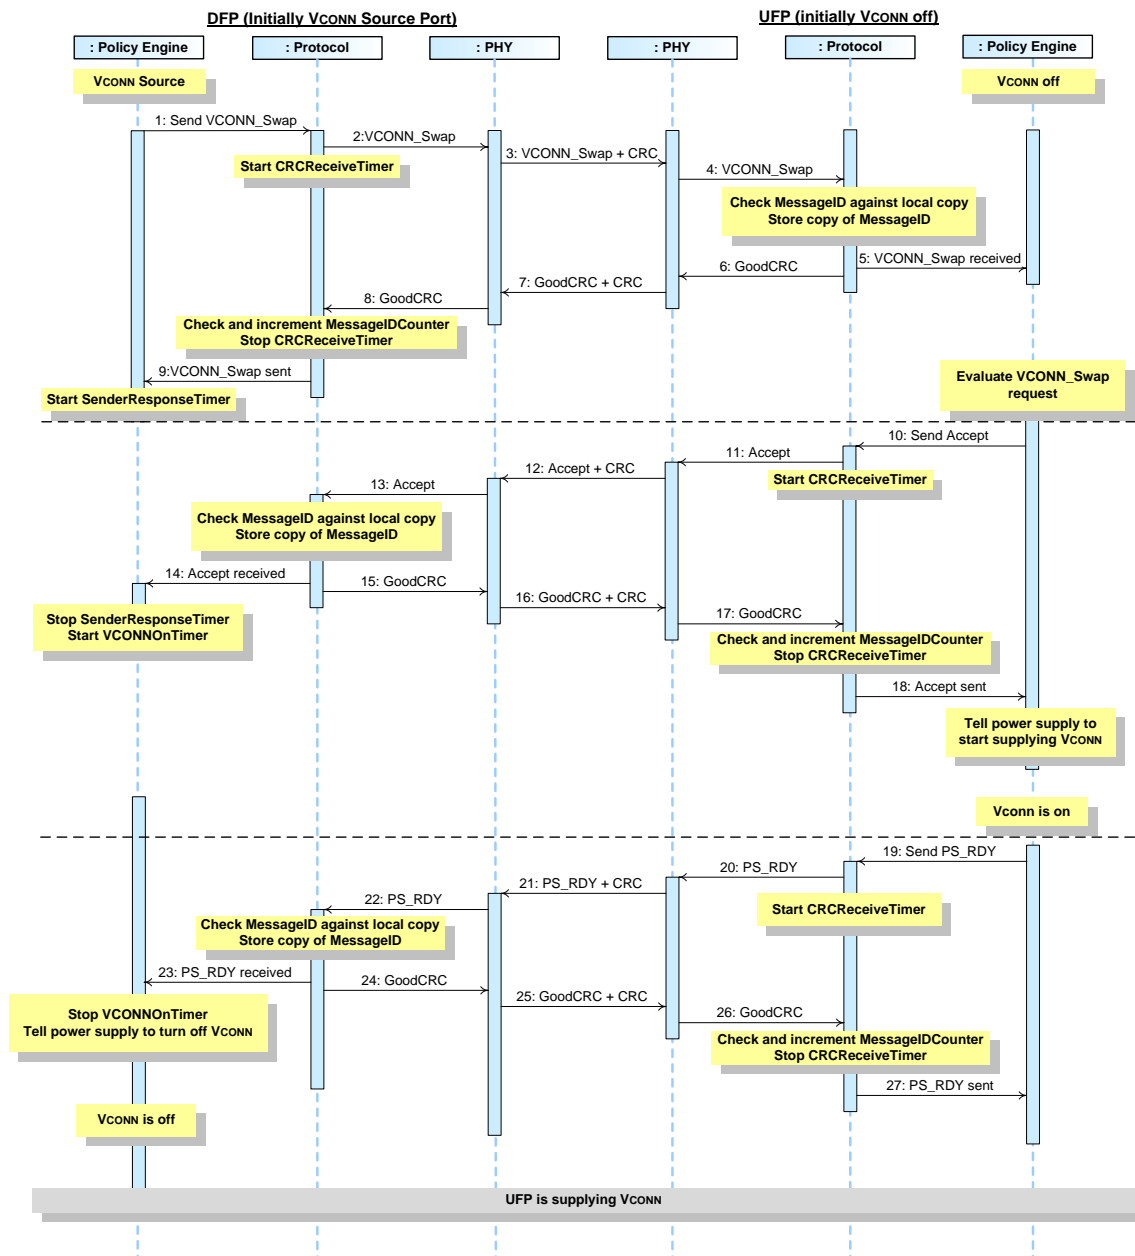 DFP (Initially VCONN Source Port)
UFP (initially VCONN off)
: Policy Engine
: Protocol
: PHY
: PHY
: Protocol
: Policy Engine
VCONN Source
VCONN off
1: Send VCONN_Swap
2:VCONN_Swap
3: VCONN_Swap + CRC
Start CRCReceiveTimer
4: VCONN_Swap
Check MessageID against local copy
Store copy of MessageID
5: VCONN_Swap received
6: GoodCRC
7: GoodCRC + CRC
8: GoodCRC
Check and increment MessageIDCounter
Stop CRCReceiveTimer
9:VCONN_Swap sent
Start SenderResponseTimer
Evaluate VCONN_Swap
request
10: Send Accept
11: Accept
Start CRCReceiveTimer
12: Accept + CRC
13: Accept
Check MessageID against local copy
Store copy of MessageID
14: Accept received
15: GoodCRC
16: GoodCRC + CRC
Stop SenderResponseTimer
Start VCONNOnTimer
17: GoodCRC
Check and increment MessageIDCounter
Stop CRCReceiveTimer
18: Accept sent
Tell power supply to
start supplying VCONN
Vconn is on
19: Send PS_RDY
20: PS_RDY
21: PS_RDY + CRC
22: PS_RDY
Start CRCReceiveTimer
Check MessageID against local copy
Store copy of MessageID
23: PS_RDY received
24: GoodCRC
25: GoodCRC + CRC
Stop VCONNOnTimer
Tell power supply to turn off VCONN
26: GoodCRC
Check and increment MessageIDCounter
Stop CRCReceiveTimer
27: PS_RDY sent
VCONN is off
UFP is supplying VCONN